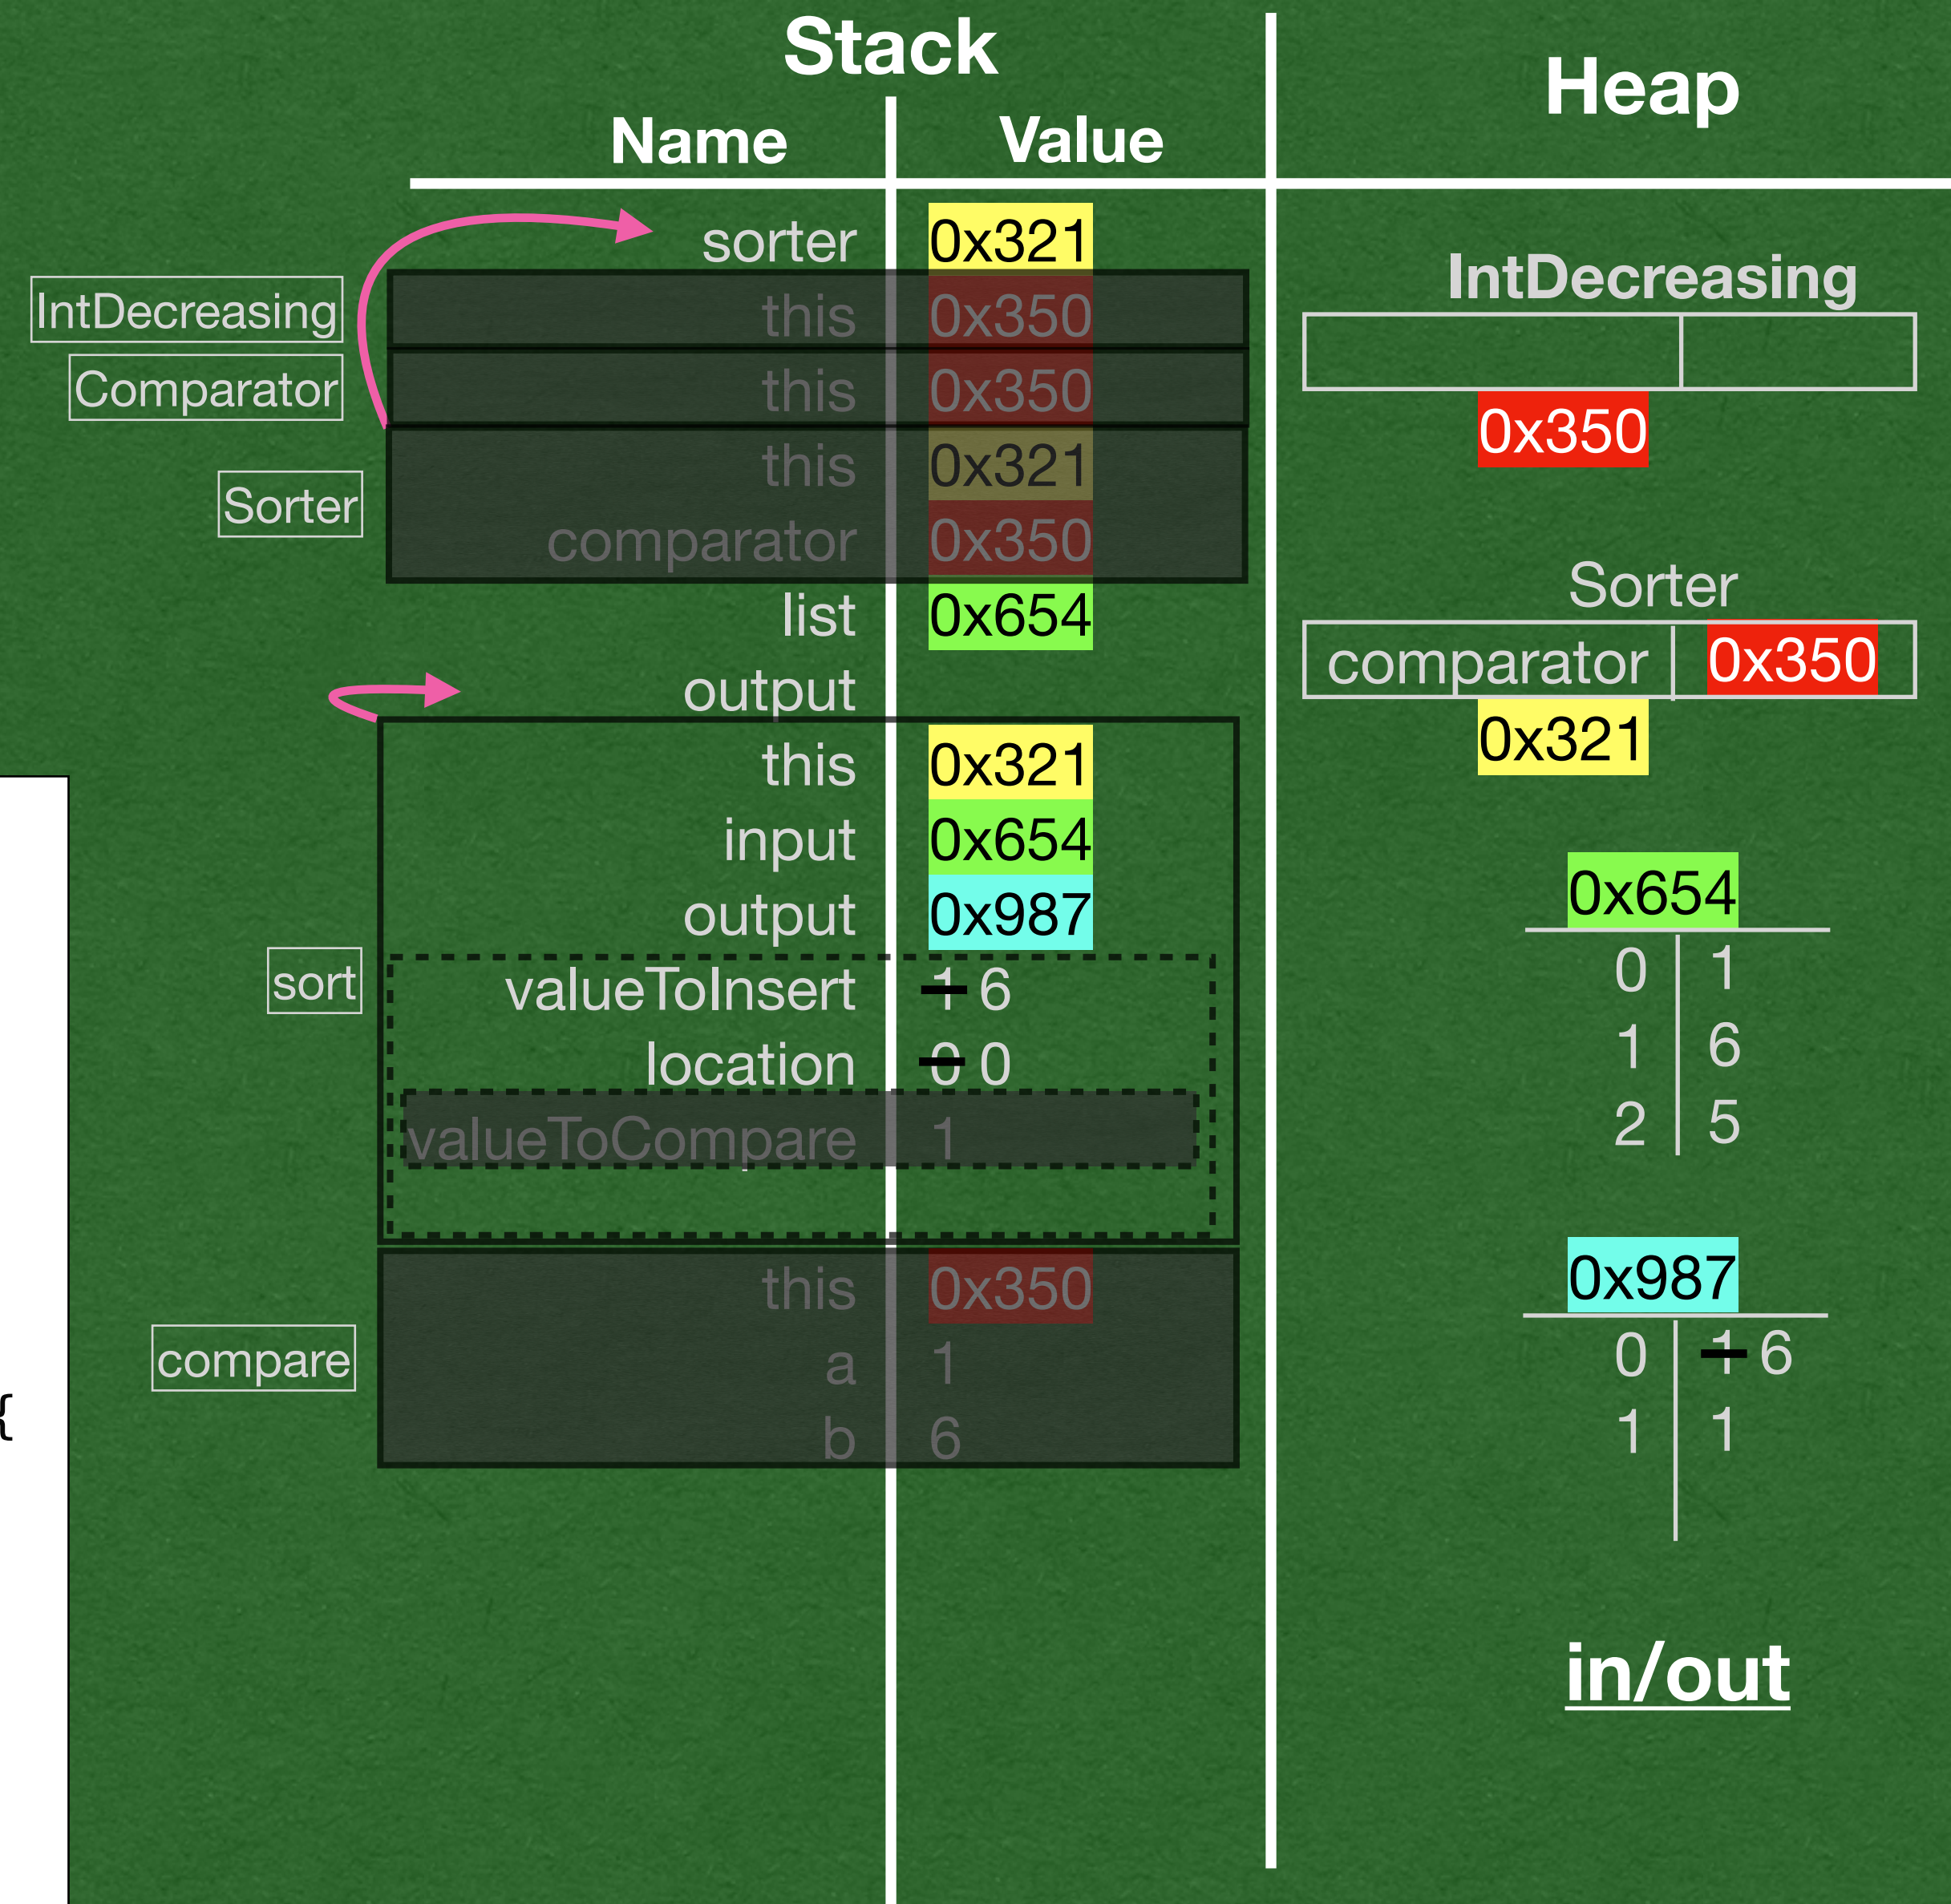 Stack
Heap
Name Value
sorter 0x321
IntDecreasing
IntDecreasing this 0x350
Comparator this 0x350
0x350
this 0x321
Sorter
comparator 0x350
Sorter
list 0x654
comparator 0x350
output
0x321
this 0x321
input 0x654
0x654
output 0x987
0 1
sort
valueToInsert 1 6
1 6
location 0 0
2 5
valueToCompare 1
0x987
this 0x350
compare
a 1
0 1 6
{
b 6
1 1
in/out